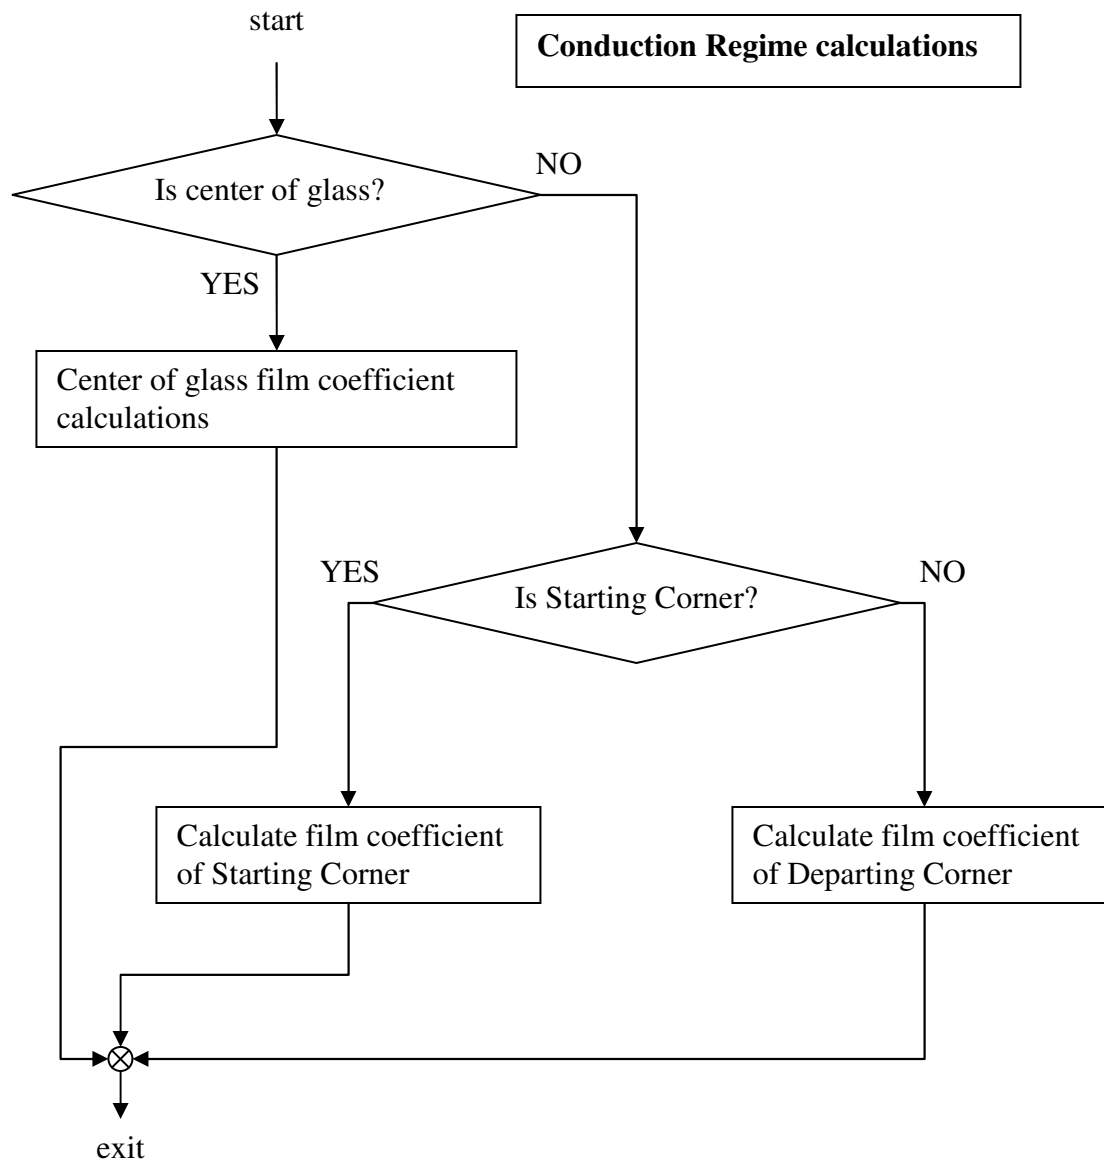 start
Conduction Regime calculations
NO
Is center of glass?
YES
Center of glass film coefficient
calculations
YES
NO
Is Starting Corner?
Calculate film coefficient
of Starting Corner
Calculate film coefficient
of Departing Corner
exit